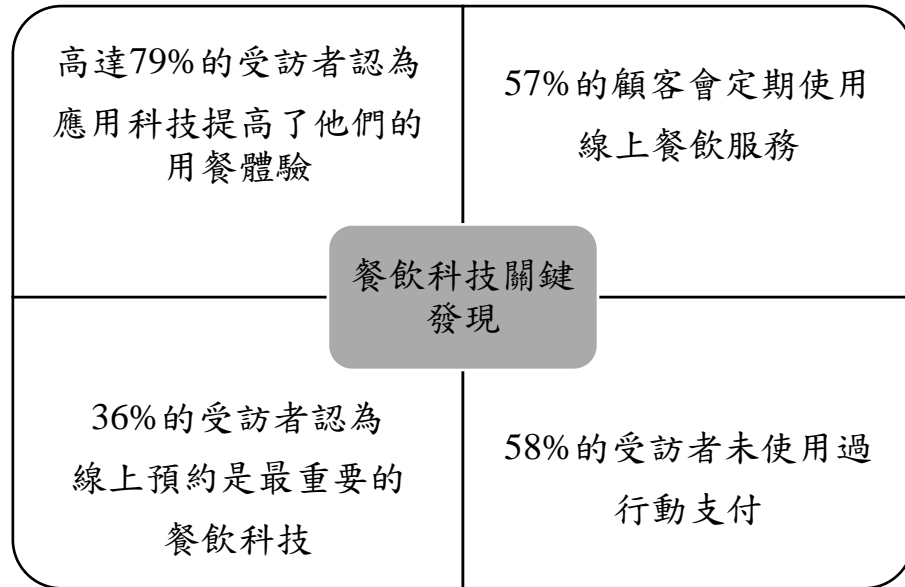 高達79%的受訪者認為
應用科技提高了他們的
用餐體驗
57%的顧客會定期使用
線上餐飲服務
餐飲科技關鍵
發現
36%的受訪者認為
線上預約是最重要的
餐飲科技
58%的受訪者未使用過
行動支付